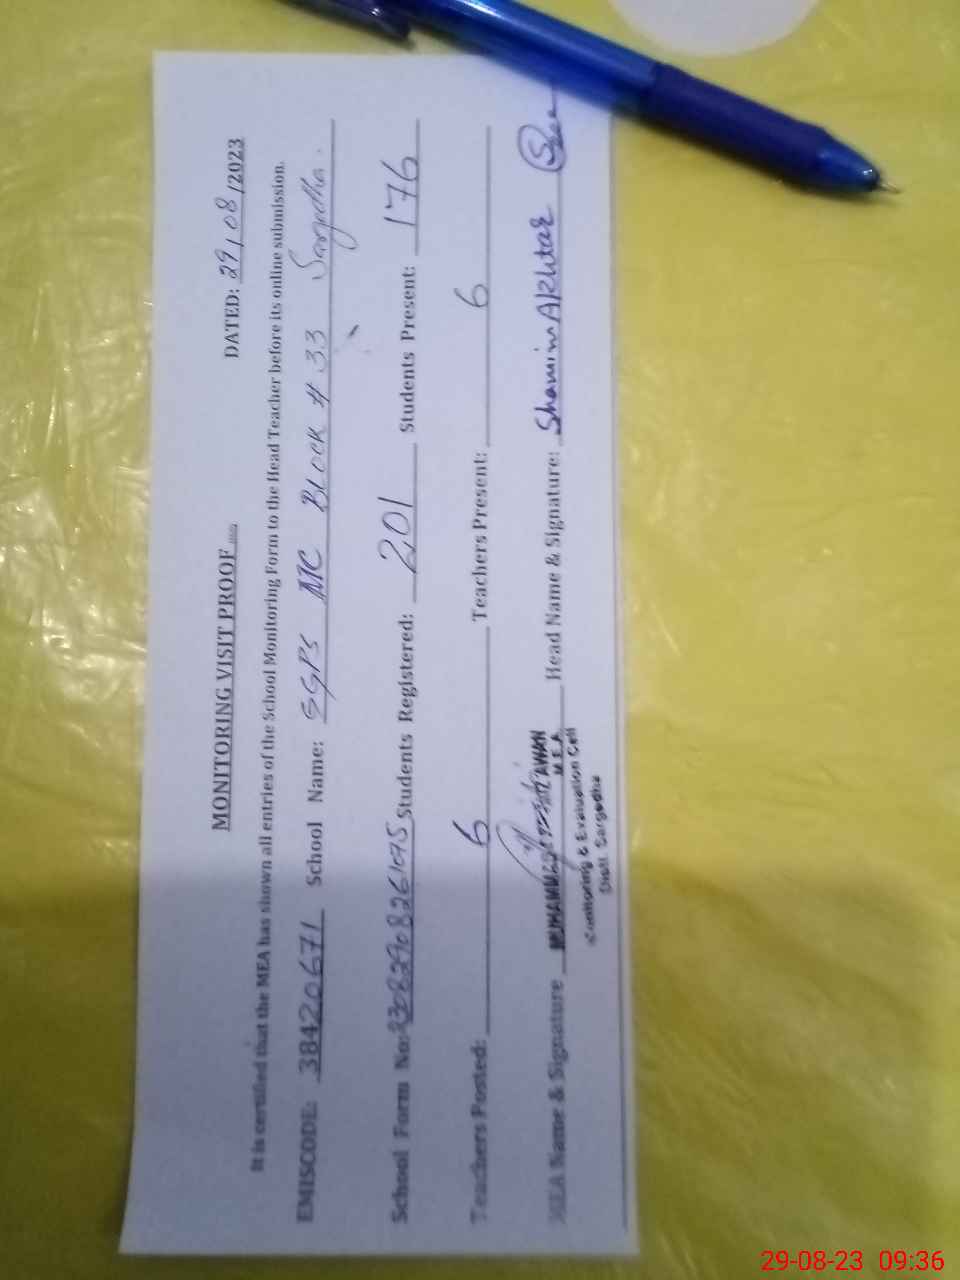 MONITORING VISIT PROOF
DATED: 29/08/2023
It is certified that the MEA has shown all entries of the School Monitoring Form to the Head Teacher before its online submission.
EMISCODE: 38420671 School Name: GGPS MC Block # 33 Sargodha.
School Form No: 23082908261075 Students Registered: 201 Students Present: 176
Teachers Posted: 6 Teachers Present: 6
MEA Name & Signature MUHAMMAD AWAN Head Name & Signature: Shamim Akhtar
M.E.A
Monitoring & Evaluation Cell
Distt. Sargodha
29-08-23 09:36